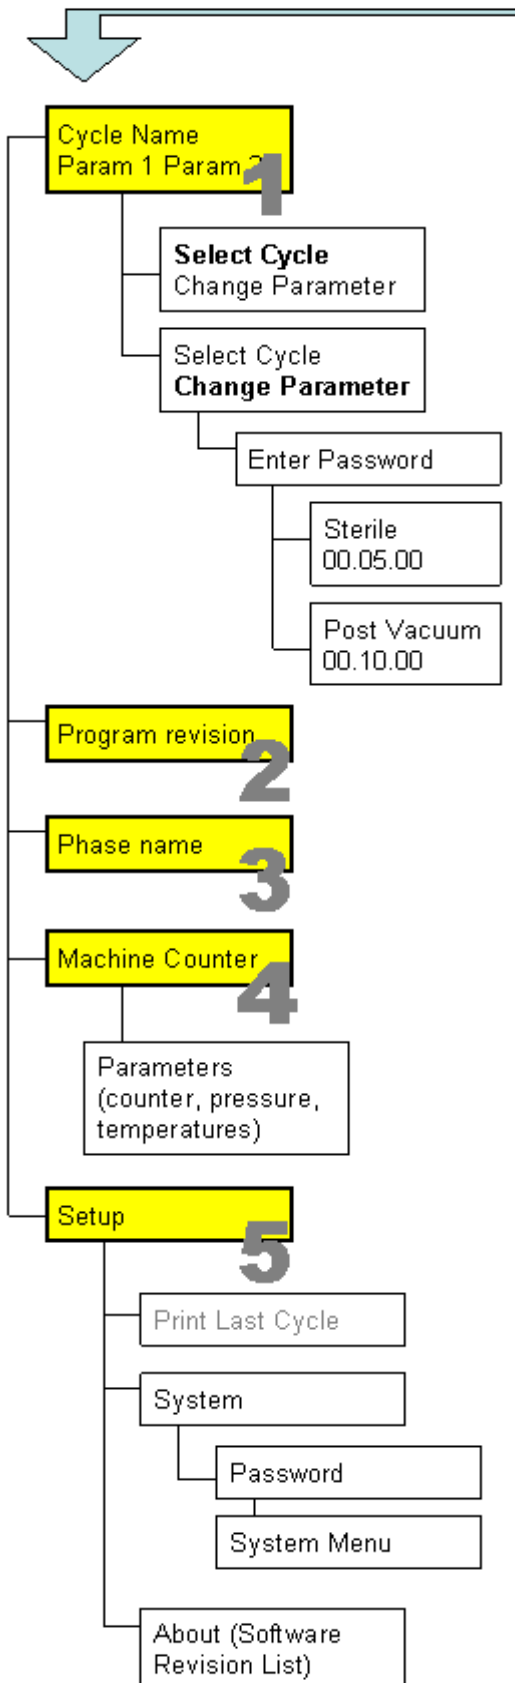 Cycle Name
Param 1 Param
1
Select Cycle
Change Parameter
Select Cycle
Change Parameter
Enter Password
Sterile
00.05.00
Post Vacuum
00.10.00
Program revision
2
Phase name
3
Machine Counter
4
Parameters
(counter, pressure,
temperatures)
Setup
5
Print Last Cycle
System
Password
System Menu
About (Software
Revision List)